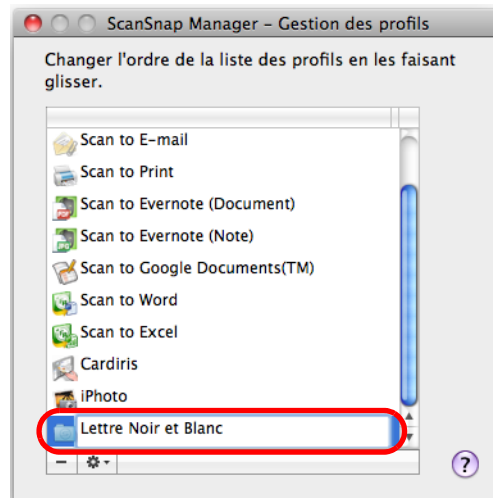 ScanSnap Manager – Gestion des profils
Changer l'ordre de la liste des profils en les faisant
glisser.
Scan to E-mail
Scan to Print
Scan to Evernote (Document)
Scan to Evernote (Note)
Scan to Google Documents(TM)
Scan to Word
Scan to Excel
Cardiris
iPhoto
Lettre Noir et Blanc
?